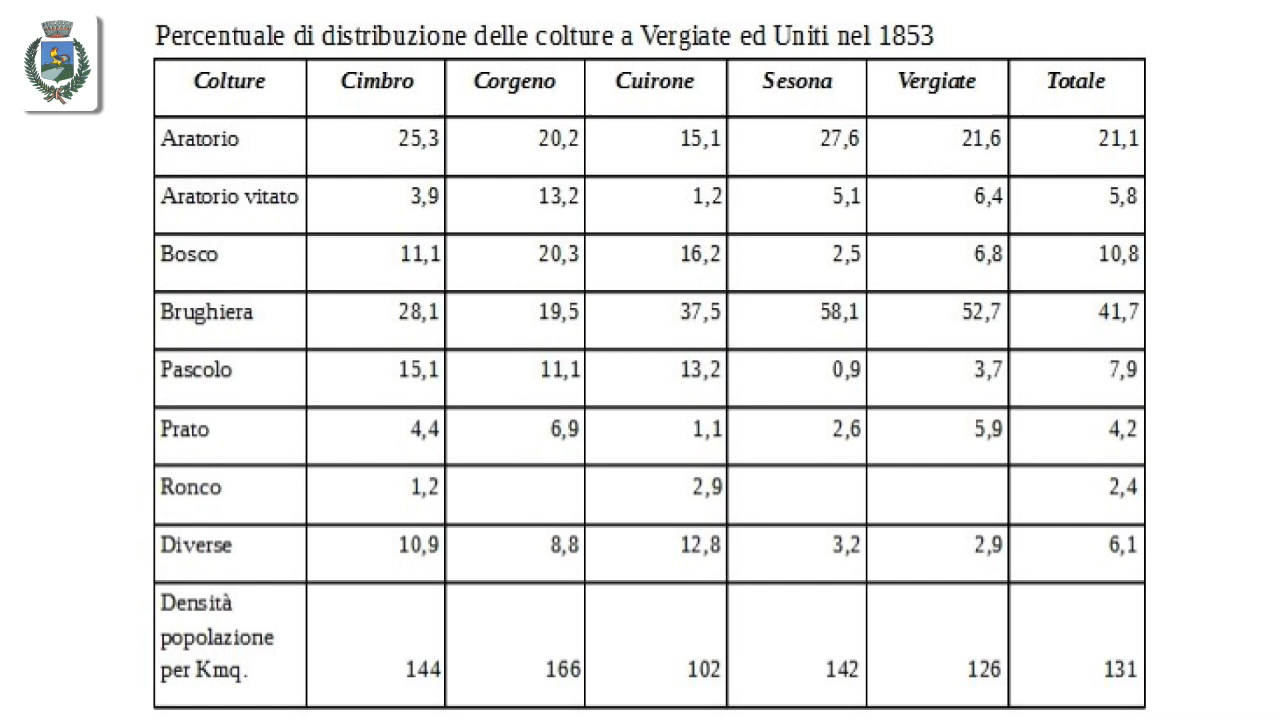 Percentuale di distribuzione delle colture a Vergiate ed Uniti nel 1853
Colture Cimbro Corgeno Cuirone Sesona Vergiate Totale
Aratorio 25,3 20,2 15,1 27,6 21,6 21,1
Aratorio vitato 3,9 13,2 1,2 5,1 6,4 5,8
Bosco 11,1 20,3 16,2 2,5 6,8 10,8
Brughiera 28,1 19,5 37,5 58,1 52,7 41,7
Pascolo 15,1 11,1 13,2 0,9 3,7 7,9
Prato 4,4 6,9 1,1 2,6 5,9 4,2
Ronco 1,2 2,9 2,4
Diverse 10,9 8,8 12,8 3,2 2,9 6,1
Densità
popolazione
per Kmq. 144 166 102 142 126 131